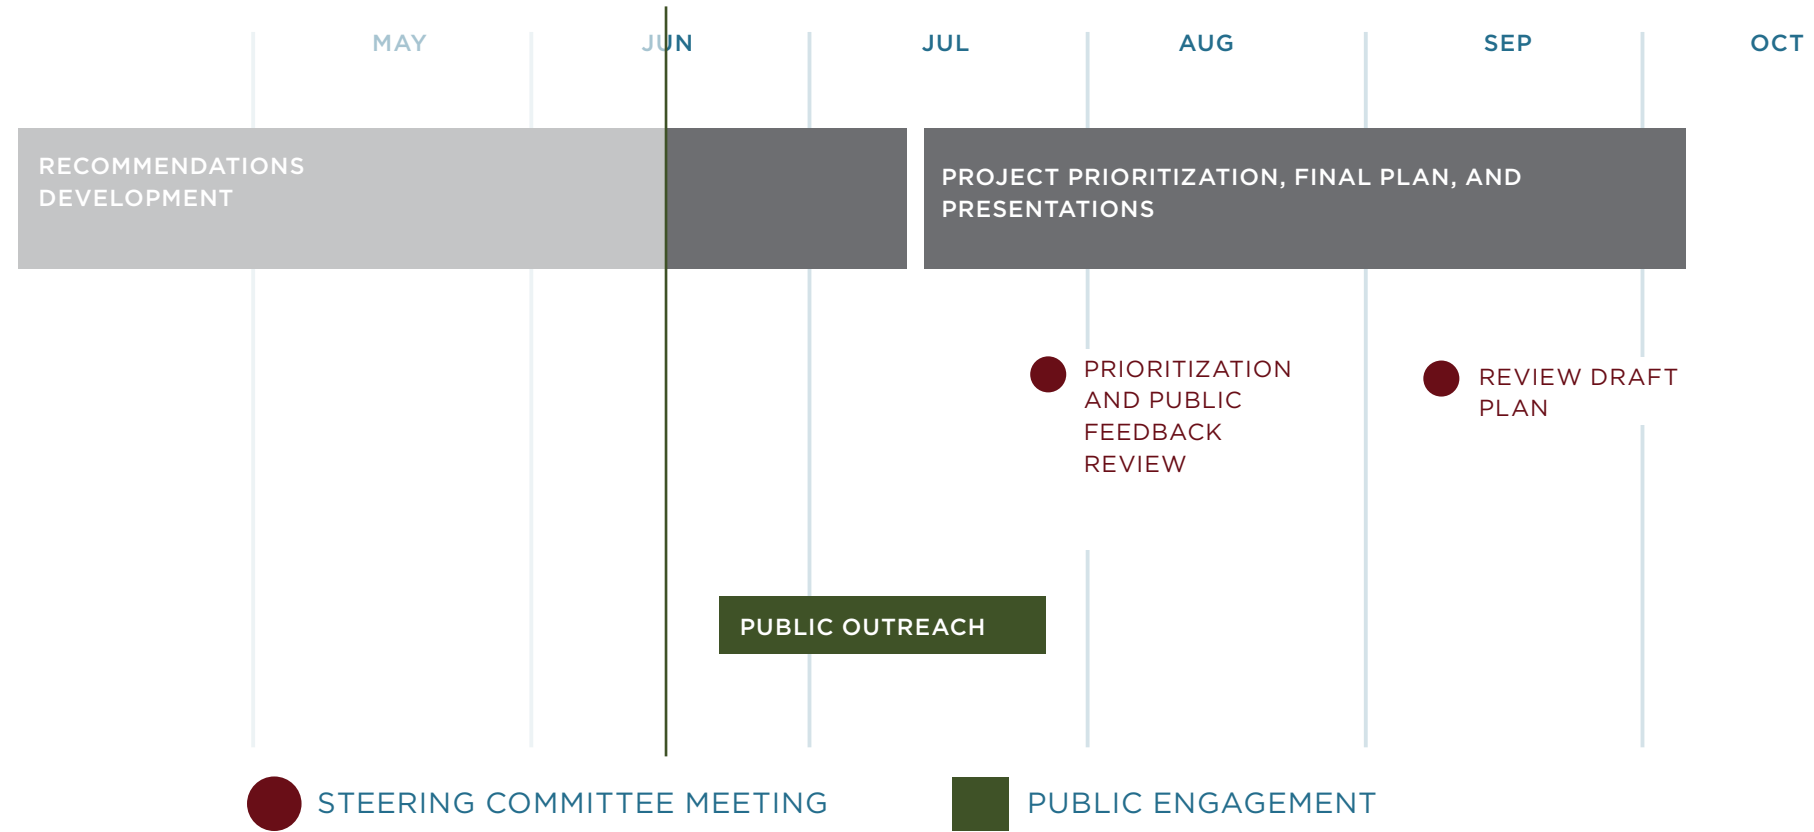 MAY
JUN
JUL
AUG
SEP
OCT
RECOMMENDATIONS
DEVELOPMENT
PROJECT PRIORITIZATION, FINAL PLAN, AND
PRESENTATIONS
PRIORITIZATION
AND PUBLIC
FEEDBACK
REVIEW
REVIEW DRAFT
PLAN
PUBLIC OUTREACH
STEERING COMMITTEE MEETING
PUBLIC ENGAGEMENT